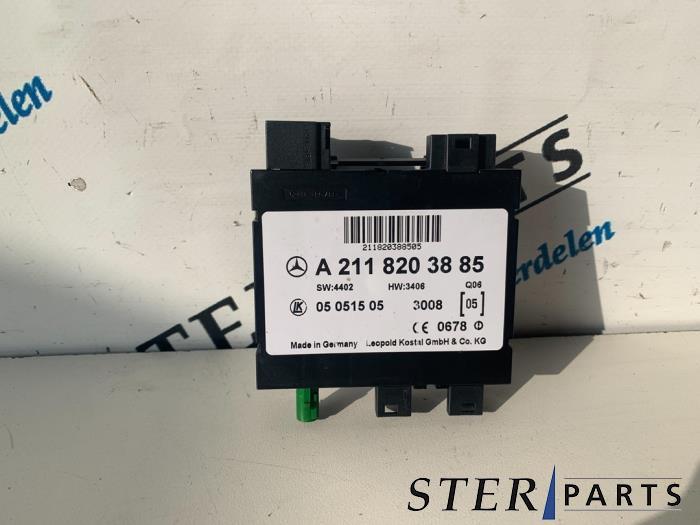 211820388505
A 211 820 38 85
SW:4402 HW:3406 Q06
LK 05 0515 05 3008 [05]
CE 0678
Made in Germany Leopold Kostal GmbH & Co. KG
STER PARTS